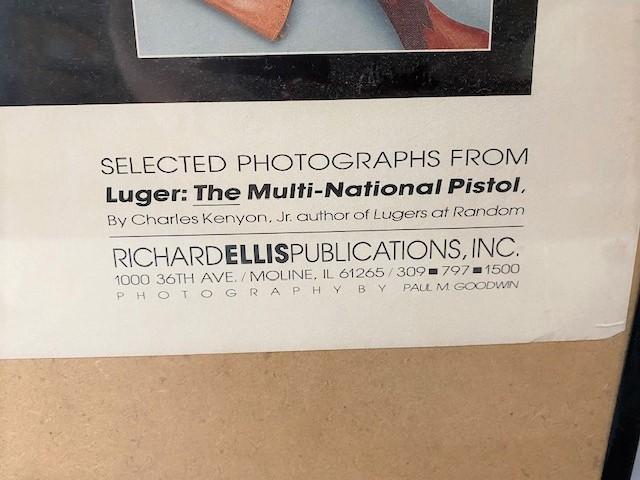 SELECTED PHOTOGRAPHS FROM
Luger: The Multi-National Pistol,
By Charles Kenyon, Jr. author of Lugers at Random
RICHARDELLISPUBLICATIONS, INC.
1000 36TH AVE. / MOLINE, IL 61265 / 309■797■1500
PHOTOGRAPHY BY PAUL M. GOODWIN